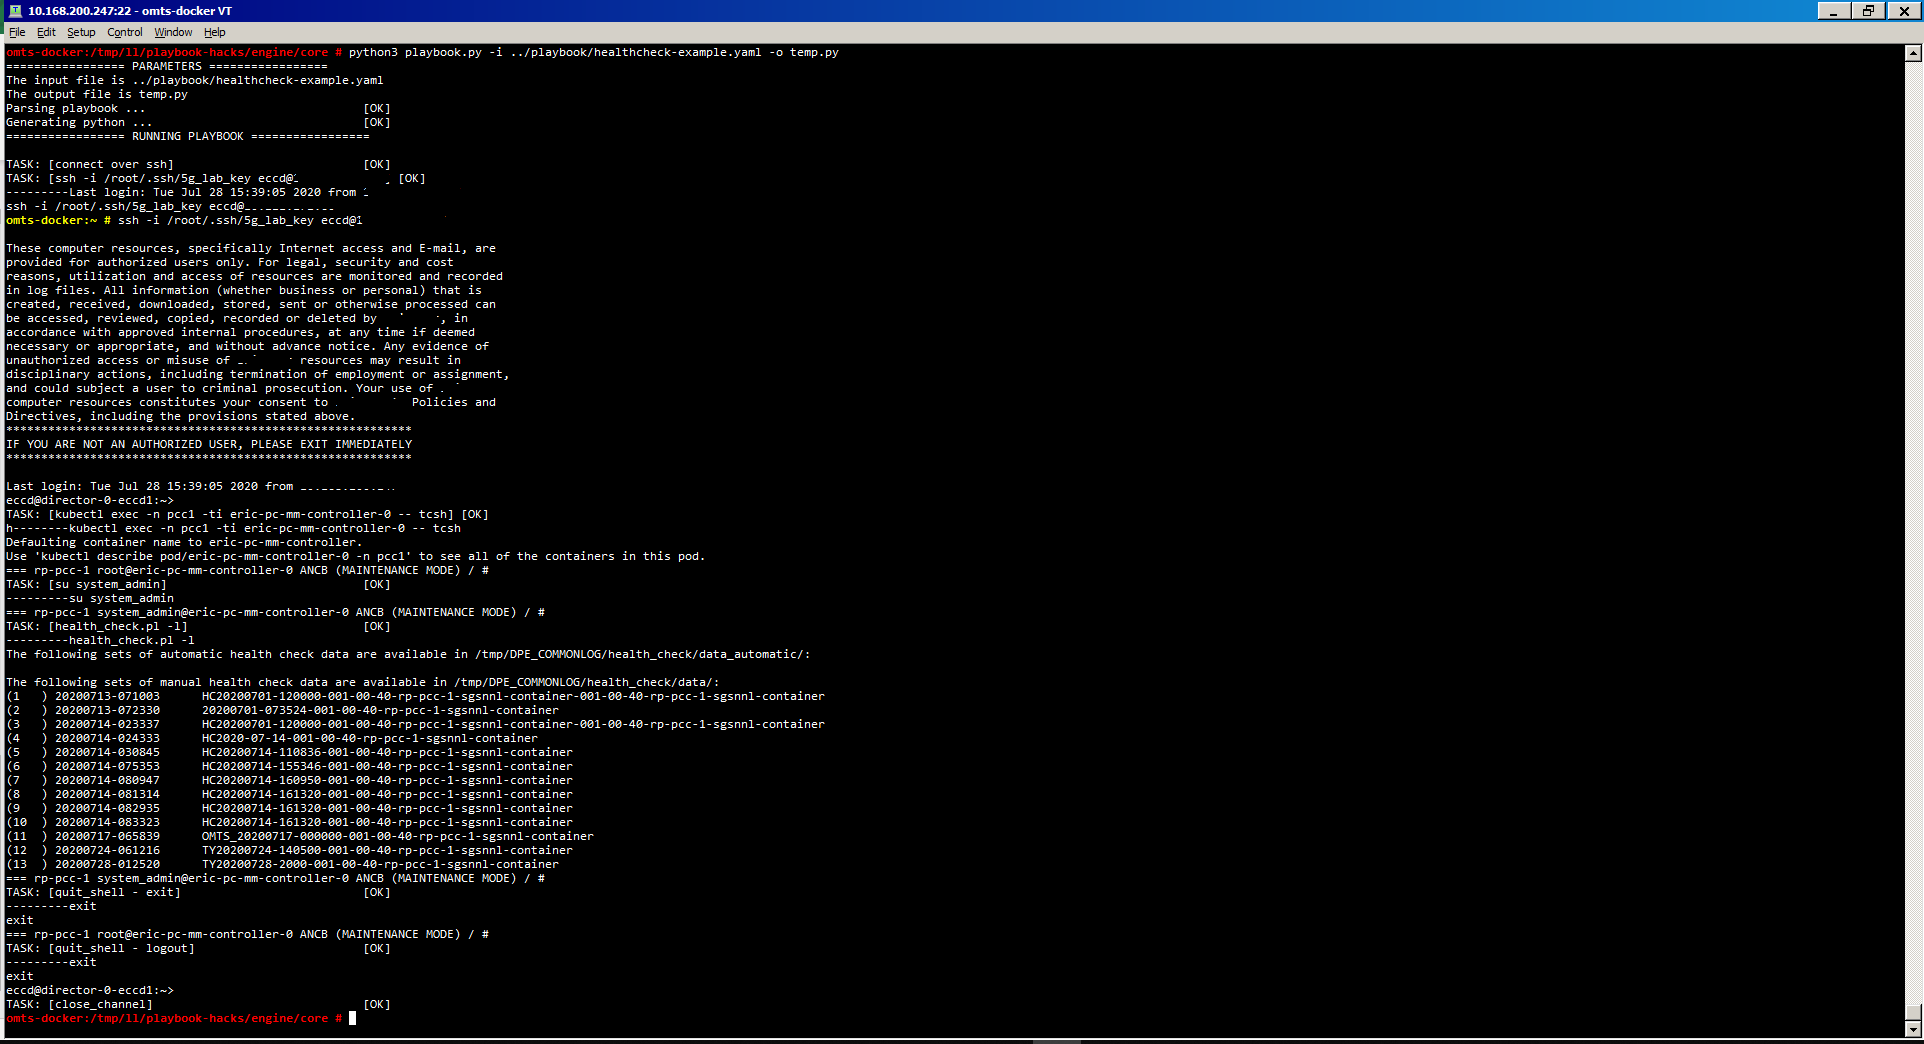 10.168.200.247:22 - omts-docker VT
File Edit Setup Control Window Help
omts-docker:/tmp/ll/playbook-hacks/engine/core # python3 playbook.py -i ../playbook/healthcheck-example.yaml -o temp.py
================= PARAMETERS =================
The input file is ../playbook/healthcheck-example.yaml
The output file is temp.py
Parsing playbook ... [OK]
Generating python ... [OK]
================= RUNNING PLAYBOOK =================
TASK: [connect over ssh] [OK]
TASK: [ssh -i /root/.ssh/5g_lab_key eccd@ [OK]
---------Last login: Tue Jul 28 15:39:05 2020 from
ssh -i /root/.ssh/5g_lab_key eccd@
omts-docker:~ # ssh -i /root/.ssh/5g_lab_key eccd@1
These computer resources, specifically Internet access and E-mail, are
provided for authorized users only. For legal, security and cost
reasons, utilization and access of resources are monitored and recorded
in log files. All information (whether business or personal) that is
created, received, downloaded, stored, sent or otherwise processed can
be accessed, reviewed, copied, recorded or deleted by , in
accordance with approved internal procedures, at any time if deemed
necessary or appropriate, and without advance notice. Any evidence of
unauthorized access or misuse of resources may result in
disciplinary actions, including termination of employment or assignment,
and could subject a user to criminal prosecution. Your use of
computer resources constitutes your consent to Policies and
Directives, including the provisions stated above.
**********************************************************
IF YOU ARE NOT AN AUTHORIZED USER, PLEASE EXIT IMMEDIATELY
**********************************************************
Last login: Tue Jul 28 15:39:05 2020 from
eccd@director-0-eccd1:~>
TASK: [kubectl exec -n pcc1 -ti eric-pc-mm-controller-0 -- tcsh] [OK]
h--------kubectl exec -n pcc1 -ti eric-pc-mm-controller-0 -- tcsh
Defaulting container name to eric-pc-mm-controller.
Use 'kubectl describe pod/eric-pc-mm-controller-0 -n pcc1' to see all of the containers in this pod.
=== rp-pcc-1 root@eric-pc-mm-controller-0 ANCB (MAINTENANCE MODE) / #
TASK: [su system_admin] [OK]
---------su system_admin
=== rp-pcc-1 system_admin@eric-pc-mm-controller-0 ANCB (MAINTENANCE MODE) / #
TASK: [health_check.pl -l] [OK]
---------health_check.pl -l
The following sets of automatic health check data are available in /tmp/DPE_COMMONLOG/health_check/data_automatic/:
The following sets of manual health check data are available in /tmp/DPE_COMMONLOG/health_check/data/:
(1 ) 20200713-071003 HC20200701-120000-001-00-40-rp-pcc-1-sgsnnl-container-001-00-40-rp-pcc-1-sgsnnl-container
(2 ) 20200713-072330 20200701-073524-001-00-40-rp-pcc-1-sgsnnl-container
(3 ) 20200714-023337 HC20200701-120000-001-00-40-rp-pcc-1-sgsnnl-container-001-00-40-rp-pcc-1-sgsnnl-container
(4 ) 20200714-024333 HC2020-07-14-001-00-40-rp-pcc-1-sgsnnl-container
(5 ) 20200714-030845 HC20200714-110836-001-00-40-rp-pcc-1-sgsnnl-container
(6 ) 20200714-075353 HC20200714-155346-001-00-40-rp-pcc-1-sgsnnl-container
(7 ) 20200714-080947 HC20200714-160950-001-00-40-rp-pcc-1-sgsnnl-container
(8 ) 20200714-081314 HC20200714-161320-001-00-40-rp-pcc-1-sgsnnl-container
(9 ) 20200714-082935 HC20200714-161320-001-00-40-rp-pcc-1-sgsnnl-container
(10 ) 20200714-083323 HC20200714-161320-001-00-40-rp-pcc-1-sgsnnl-container
(11 ) 20200717-065839 OMTS_20200717-000000-001-00-40-rp-pcc-1-sgsnnl-container
(12 ) 20200724-061216 TY20200724-140500-001-00-40-rp-pcc-1-sgsnnl-container
(13 ) 20200728-012520 TY20200728-2000-001-00-40-rp-pcc-1-sgsnnl-container
=== rp-pcc-1 system_admin@eric-pc-mm-controller-0 ANCB (MAINTENANCE MODE) / #
TASK: [quit_shell - exit] [OK]
---------exit
exit
=== rp-pcc-1 root@eric-pc-mm-controller-0 ANCB (MAINTENANCE MODE) / #
TASK: [quit_shell - logout] [OK]
---------exit
exit
eccd@director-0-eccd1:~>
TASK: [close_channel] [OK]
omts-docker:/tmp/ll/playbook-hacks/engine/core #